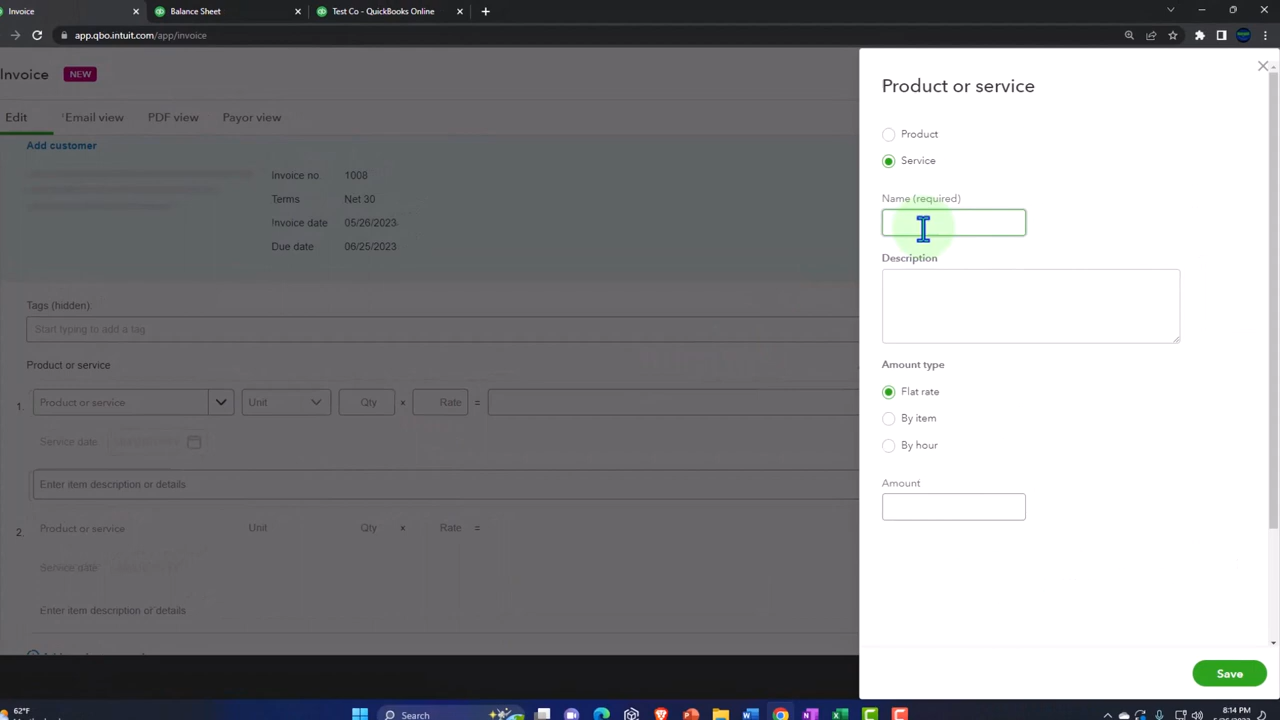 Invoice
Balance Sheet
Test Co - QuickBooks Online
app.qbo.intuit.com/app/invoice
Invoice NEW
Edit Email view PDF view Payor view
Add customer
Invoice no. 1008
Terms Net 30
Invoice date 05/26/2023
Due date 06/25/2023
Tags (hidden):
Start typing to add a tag
Product or service
1. Product or service Unit Qty × Rate =
Service date
Enter item description or details
2. Product or service Unit Qty × Rate =
Service date
Enter item description or details
Product or service
Product
Service
Name (required)
Description
Amount type
Flat rate
By item
By hour
Amount
Save
62°F
Search
8:14 PM